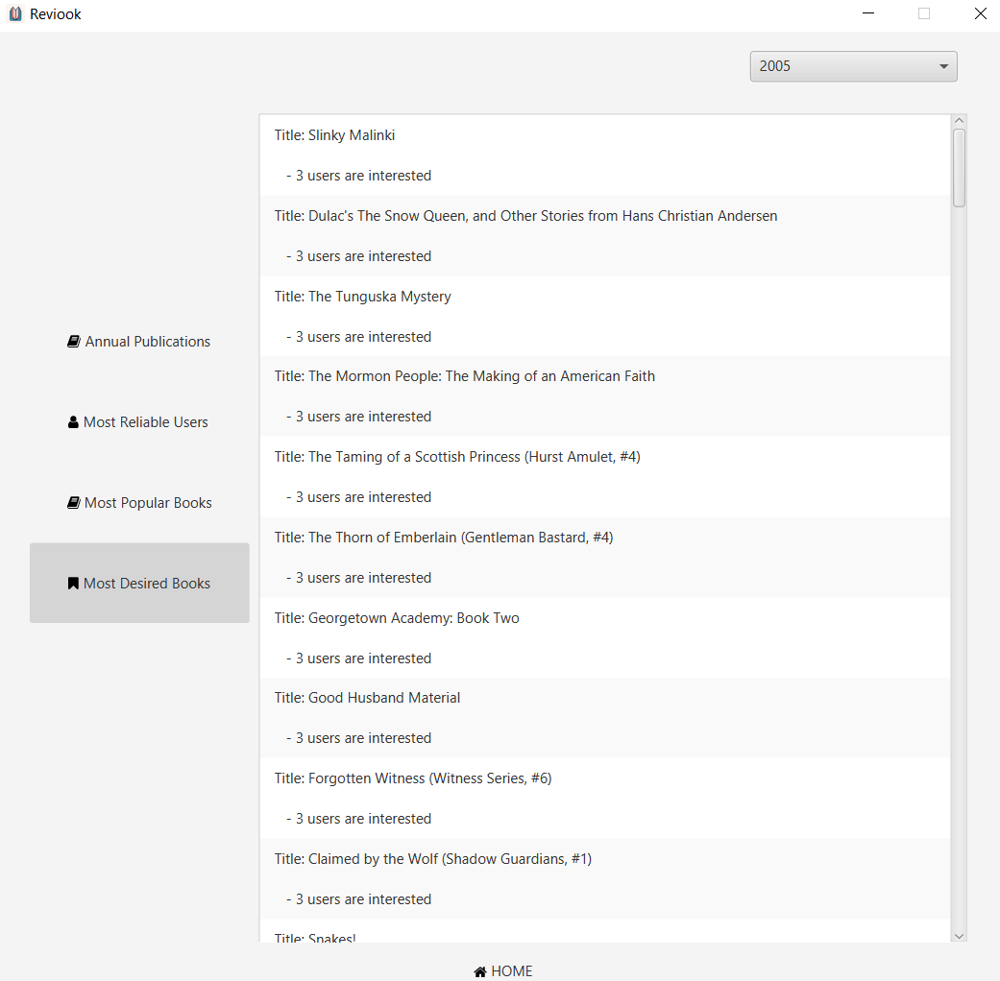 Reviook
2005
Title: Slinky Malinki
- 3 users are interested
Title: Dulac's The Snow Queen, and Other Stories from Hans Christian Andersen
- 3 users are interested
Title: The Tunguska Mystery
- 3 users are interested
Title: The Mormon People: The Making of an American Faith
- 3 users are interested
Title: The Taming of a Scottish Princess (Hurst Amulet, #4)
- 3 users are interested
Title: The Thorn of Emberlain (Gentleman Bastard, #4)
- 3 users are interested
Title: Georgetown Academy: Book Two
- 3 users are interested
Title: Good Husband Material
- 3 users are interested
Title: Forgotten Witness (Witness Series, #6)
- 3 users are interested
Title: Claimed by the Wolf (Shadow Guardians, #1)
- 3 users are interested
Title: Snakes!
Annual Publications
Most Reliable Users
Most Popular Books
Most Desired Books
HOME